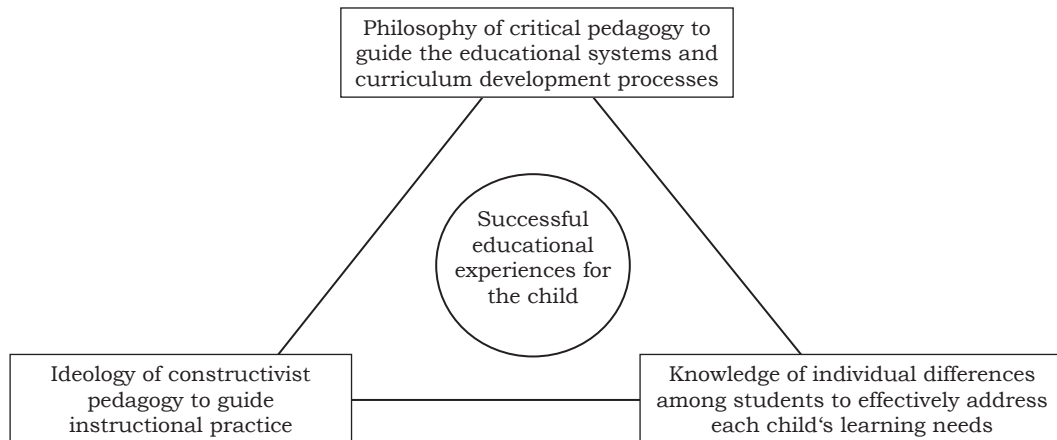 Philosophy of critical pedagogy to
guide the educational systems and
curriculum development processes
Successful
educational
experiences for
the child
Ideology of constructivist
pedagogy to guide
instructional practice
Knowledge of individual differences
among students to effectively address
each child‘s learning needs